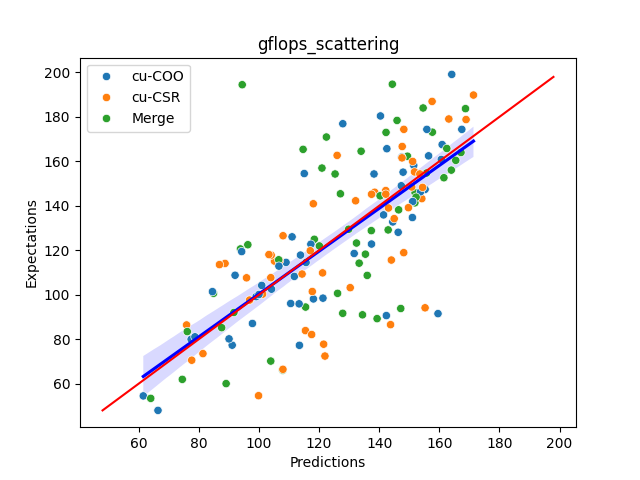 gflops_scattering
cu-COO
cu-CSR
Merge
200
180
160
140
120
100
80
60
Expectations
60 80 100 120 140 160 180 200
Predictions